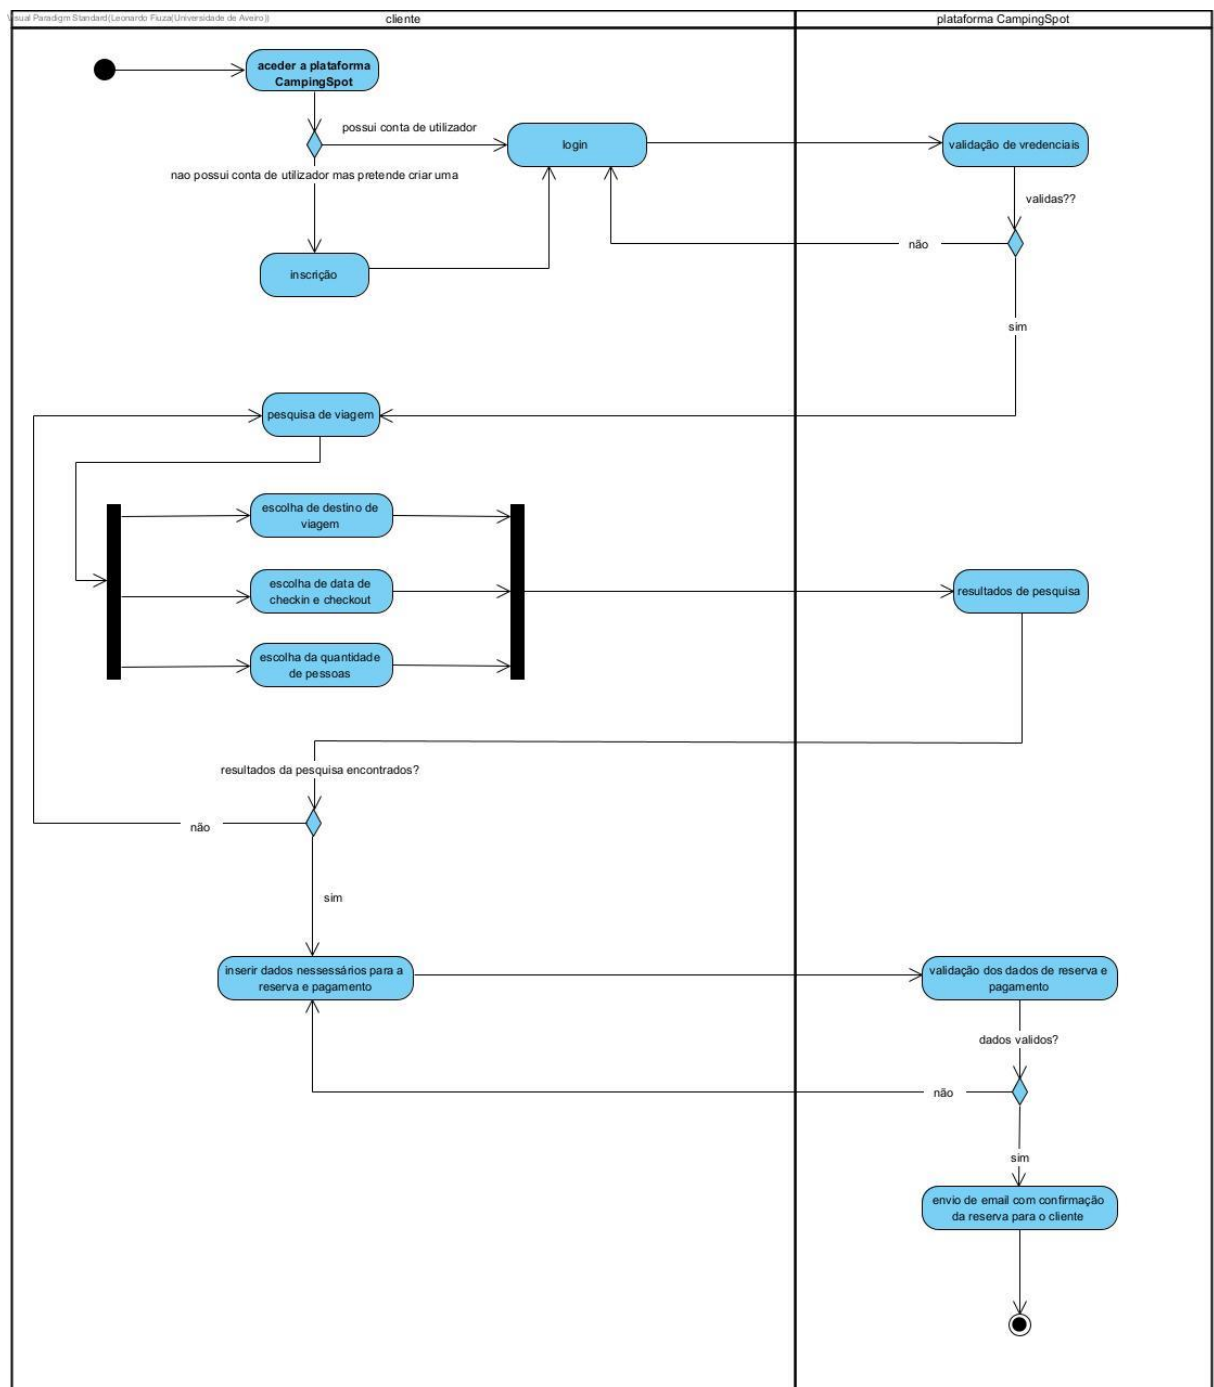 Visual Paradigm Standard(Leonardo Fiuza(Universidade de Aveiro))
cliente
plataforma CampingSpot
aceder a plataforma
CampingSpot
possui conta de utilizador
login
validação de vredenciais
nao possui conta de utilizador mas pretende criar uma
validas??
não
inscrição
sim
pesquisa de viagem
escolha de destino de
viagem
escolha de data de
checkin e checkout
resultados de pesquisa
escolha da quantidade
de pessoas
resultados da pesquisa encontrados?
não
sim
inserir dados nessessários para a
reserva e pagamento
validação dos dados de reserva e
pagamento
dados validos?
não
sim
envio de email com confirmação
da reserva para o cliente